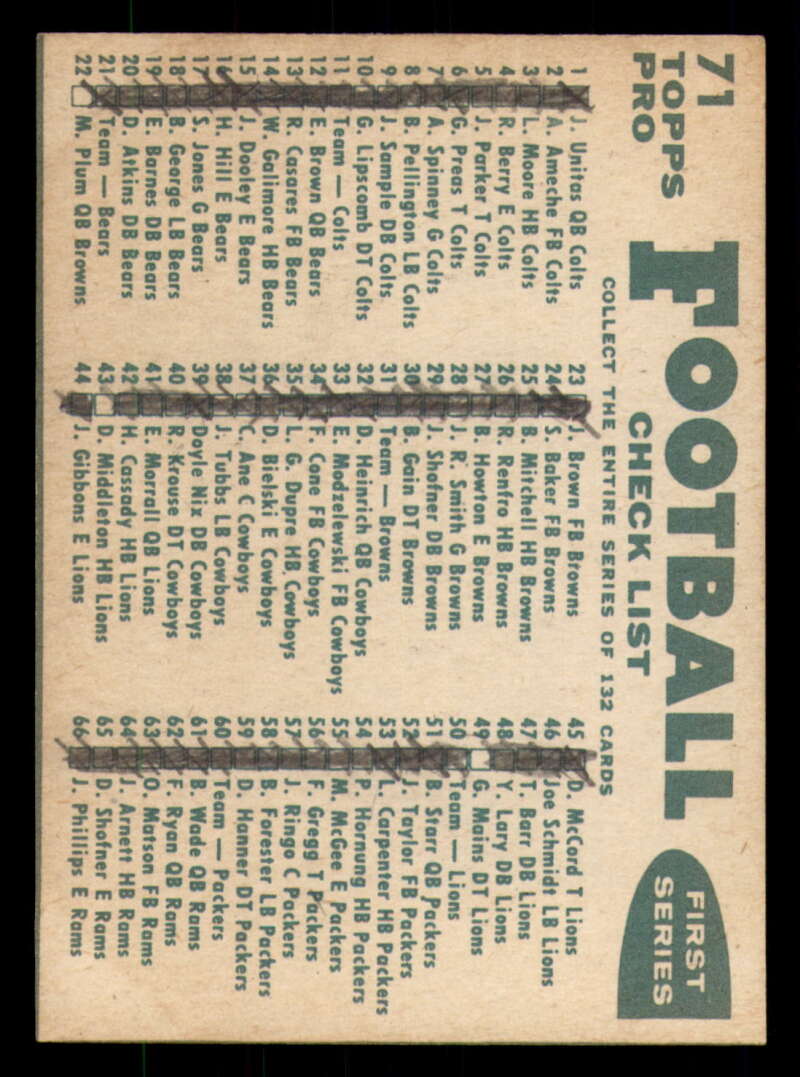 71
TOPPS
PRO
FOOTBALL
CHECK LIST
FIRST
SERIES
COLLECT THE ENTIRE SERIES OF 132 CARDS
1 J. Unitas QB Colts
2 A. Ameche FB Colts
3 L. Moore HB Colts
4 R. Berry E Colts
5 J. Parker T Colts
6 G. Preas T Colts
7 A. Spinney G Colts
8 B. Pellington LB Colts
9 J. Sample DB Colts
10 G. Lipscomb DT Colts
11 Team — Colts
12 E. Brown QB Bears
13 R. Casares FB Bears
14 W. Galimore HB Bears
15 J. Dooley E Bears
16 H. Hill E Bears
17 S. Jones G Bears
18 B. George LB Bears
19 E. Barnes DB Bears
20 D. Atkins DB Bears
21 Team — Bears
22 M. Plum QB Browns
23 J. Brown FB Browns
24 S. Baker FB Browns
25 B. Mitchell HB Browns
26 R. Renfro HB Browns
27 B. Howton E Browns
28 J. R. Smith G Browns
29 J. Shofner DB Browns
30 B. Gain DT Browns
31 Team — Browns
32 D. Heinrich QB Cowboys
33 E. Modzelewski FB Cowboys
34 F. Cone FB Cowboys
35 L. G. Dupre HB Cowboys
36 D. Bielski E Cowboys
37 C. Ane C Cowboys
38 J. Tubbs LB Cowboys
39 Doyle Nix DB Cowboys
40 R. Krouse DT Cowboys
41 E. Morrall QB Lions
42 H. Cassady HB Lions
43 D. Middleton HB Lions
44 J. Gibbons E Lions
45 D. McCord T Lions
46 Joe Schmidt LB Lions
47 T. Barr DB Lions
48 Y. Lary DB Lions
49 G. Mains DT Lions
50 Team — Lions
51 B. Starr QB Packers
52 J. Taylor FB Packers
53 L. Carpenter HB Packers
54 P. Hornung HB Packers
55 M. McGee E Packers
56 F. Gregg T Packers
57 J. Ringo C Packers
58 B. Forester LB Packers
59 D. Hanner DT Packers
60 Team — Packers
61 B. Wade QB Rams
62 F. Ryan QB Rams
63 O. Matson FB Rams
64 J. Arnett HB Rams
65 D. Shofner E Rams
66 J. Phillips E Rams